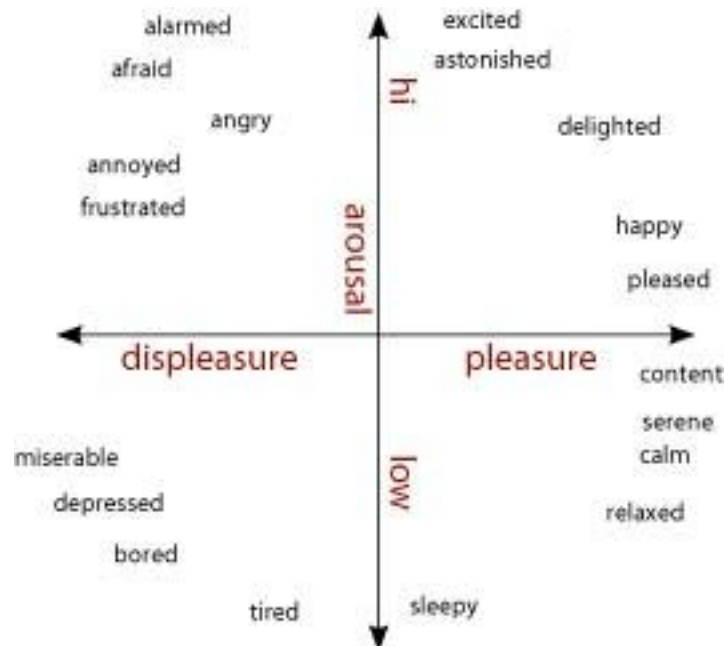 alarmed
excited
afraid
astonished
hi
angry
delighted
annoyed
frustrated
arousal
happy
pleased
displeasure
pleasure
content
serene
miserable
low
calm
depressed
relaxed
bored
tired
sleepy